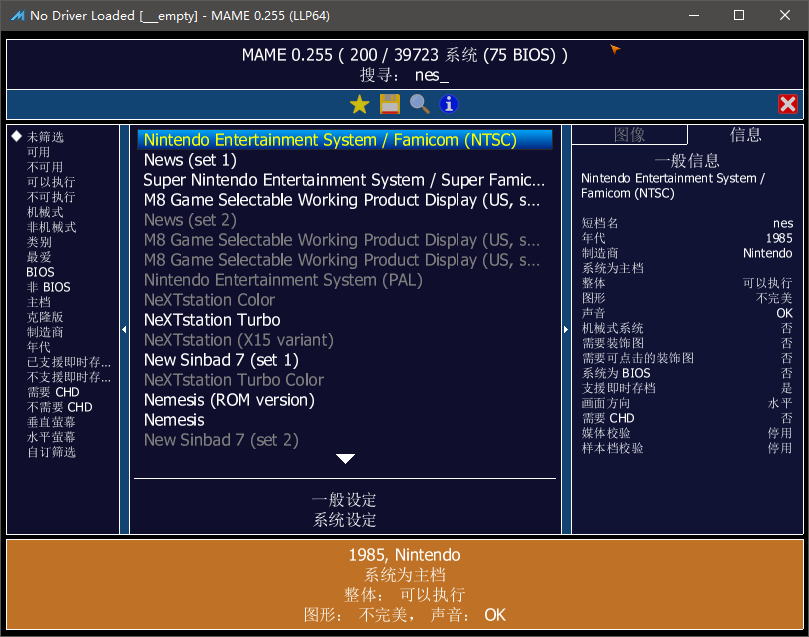 No Driver Loaded [__empty] - MAME 0.255 (LLP64)
MAME 0.255 ( 200 / 39723 系统 (75 BIOS) )
搜寻： nes_
未筛选
可用
不可用
可以执行
不可执行
机械式
非机械式
类别
最爱
BIOS
非 BIOS
主档
克隆版
制造商
年代
已支援即时存...
不支援即时存...
需要 CHD
不需要 CHD
垂直萤幕
水平萤幕
自订筛选
Nintendo Entertainment System / Famicom (NTSC)
News (set 1)
Super Nintendo Entertainment System / Super Famic...
M8 Game Selectable Working Product Display (US, s...
News (set 2)
M8 Game Selectable Working Product Display (US, s...
M8 Game Selectable Working Product Display (US, s...
Nintendo Entertainment System (PAL)
NeXTstation Color
NeXTstation Turbo
NeXTstation (X15 variant)
New Sinbad 7 (set 1)
NeXTstation Turbo Color
Nemesis (ROM version)
Nemesis
New Sinbad 7 (set 2)
一般设定
系统设定
图像 信息
一般信息
Nintendo Entertainment System /
Famicom (NTSC)
短档名 nes
年代 1985
制造商 Nintendo
系统为主档
整体 可以执行
图形 不完美
声音 OK
机械式系统 否
需要装饰图 否
需要可点击的装饰图 否
系统为 BIOS 否
支援即时存档 是
画面方向 水平
需要 CHD 否
媒体校验 停用
样本档校验 停用
1985, Nintendo
系统为主档
整体： 可以执行
图形： 不完美， 声音： OK